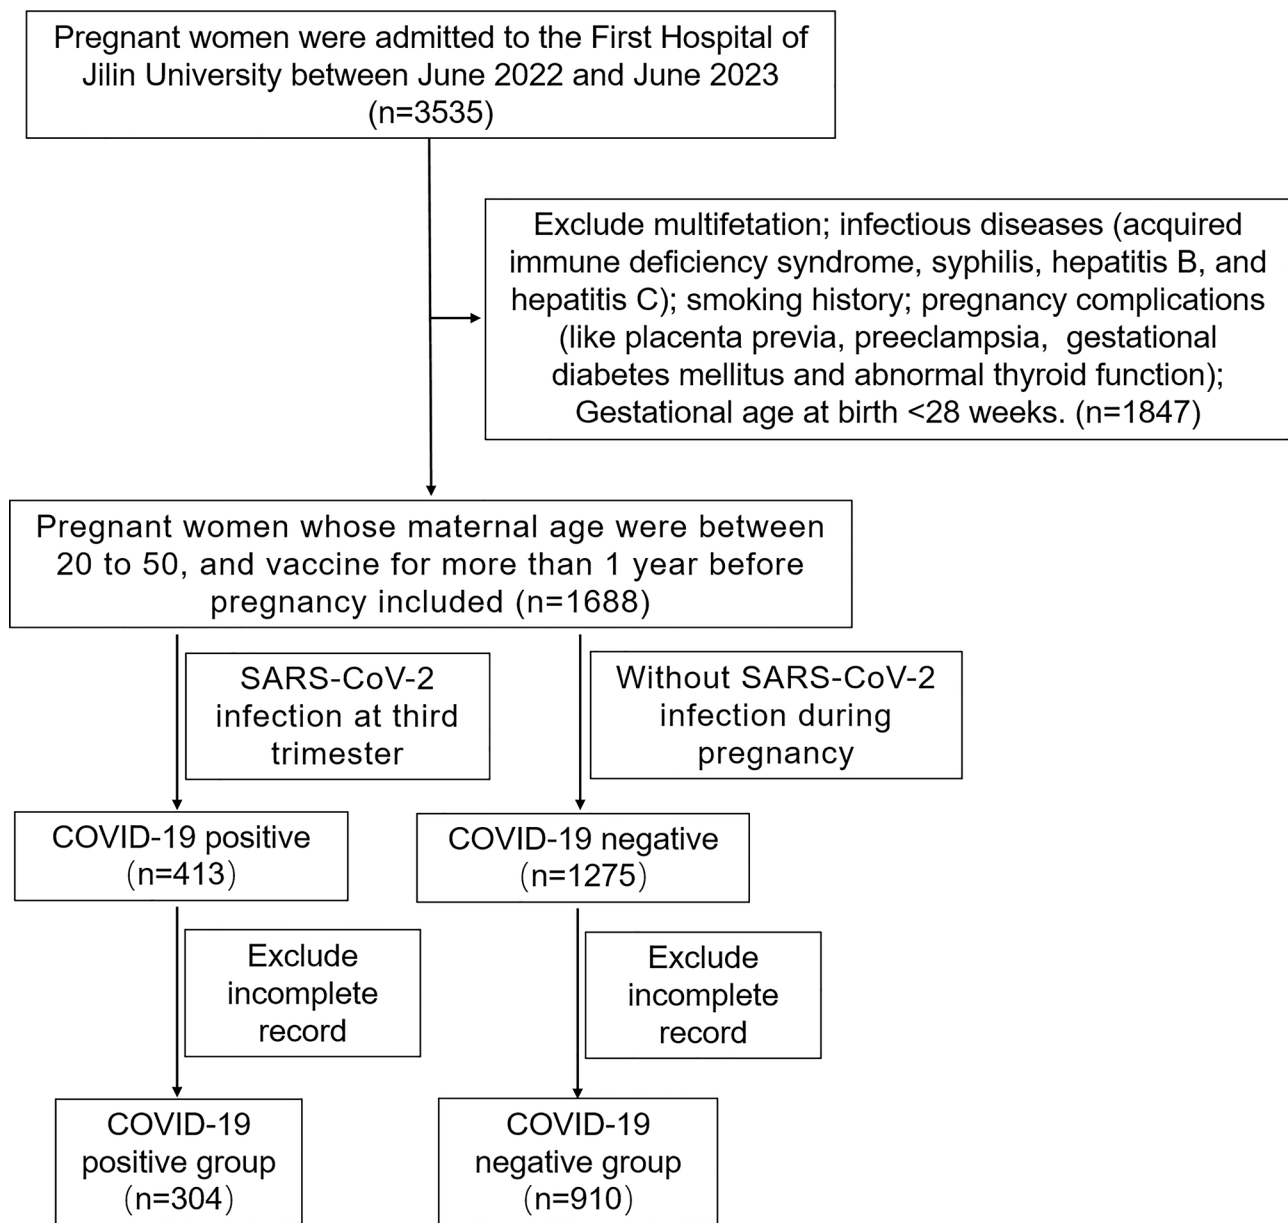 Pregnant women were admitted to the First Hospital of
Jilin University between June 2022 and June 2023
(n=3535)
Exclude multifetation; infectious diseases (acquired
immune deficiency syndrome, syphilis, hepatitis B, and
hepatitis C); smoking history; pregnancy complications
(like placenta previa, preeclampsia,  gestational
diabetes mellitus and abnormal thyroid function);
Gestational age at birth <28 weeks. (n=1847)
Pregnant women whose maternal age were between
20 to 50, and vaccine for more than 1 year before
pregnancy included (n=1688)
SARS-CoV-2
infection at third
trimester
Without SARS-CoV-2
infection during
pregnancy
COVID-19 positive
（n=413）
COVID-19 negative
（n=1275）
Exclude
incomplete
record
Exclude
incomplete
record
COVID-19
positive group
（n=304）
COVID-19
negative group
（n=910）